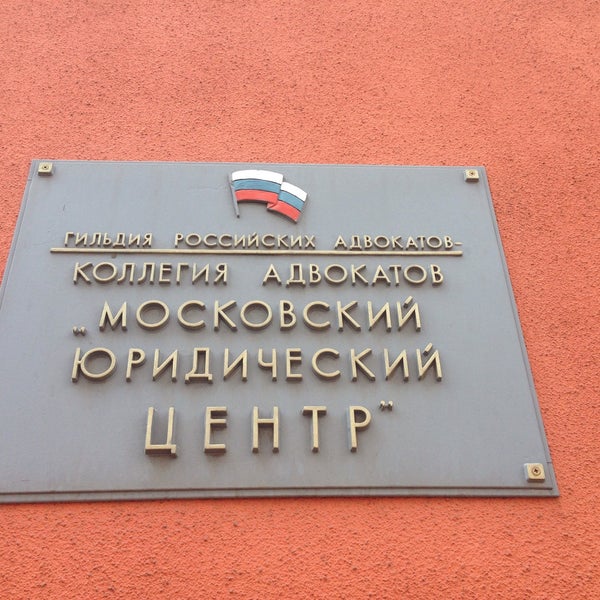 ГИЛЬДИЯ РОССИЙСКИХ АДВОКАТОВ-
КОЛЛЕГИЯ АДВОКАТОВ
„МОСКОВСКИЙ
ЮРИДИЧЕСКИЙ
ЦЕНТР"